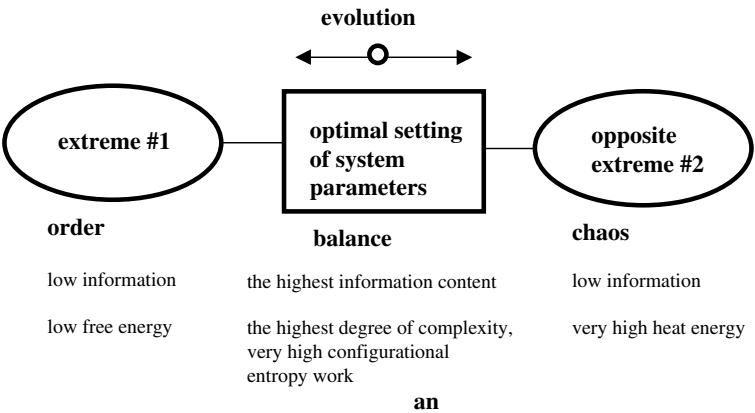 evolution
extreme #1
optimal setting
of system
parameters
opposite
extreme #2
order
balance
chaos
low information
the highest information content
low information
low free energy
the highest degree of complexity,
very high configurational
entropy work
very high heat energy
an